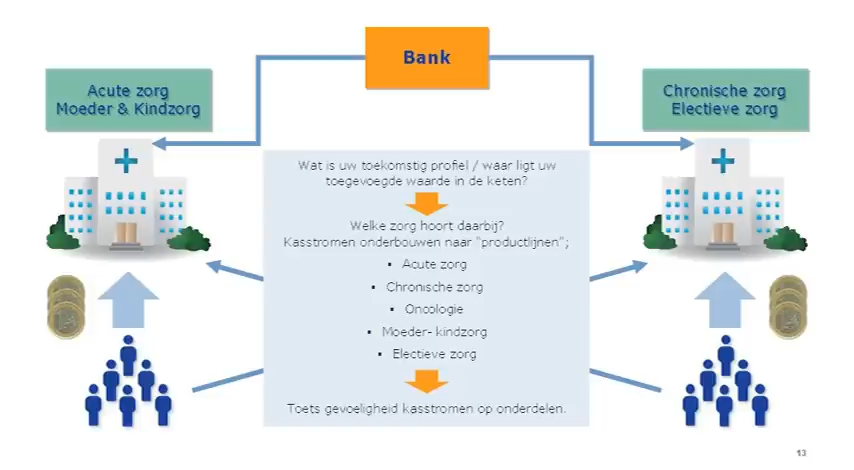 Bank
Acute zorg
Moeder & Kindzorg
Chronische zorg
Electieve zorg
Wat is uw toekomstig profiel / waar ligt uw
toegevoegde waarde in de keten?
Welke zorg hoort daarbij?
Kasstromen onderbouwen naar "productlijnen";
▪ Acute zorg
▪ Chronische zorg
▪ Oncologie
▪ Moeder- kindzorg
▪ Electieve zorg
Toets gevoeligheid kasstromen op onderdelen.
13